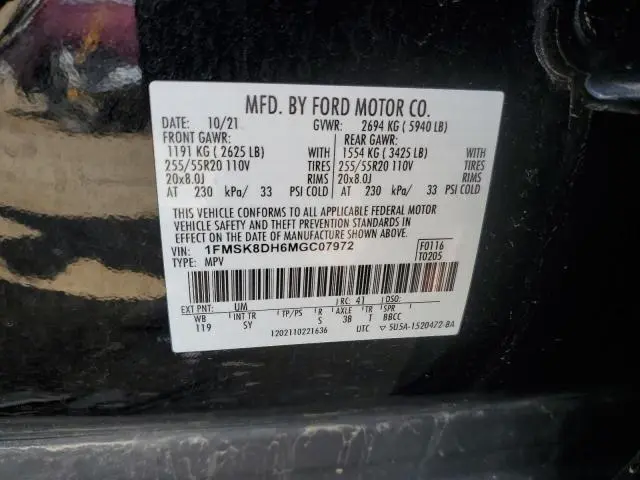 MFD. BY FORD MOTOR CO.
DATE: 10/21 GVWR: 2694 KG ( 5940 LB)
FRONT GAWR: REAR GAWR:
1191 KG ( 2625 LB) WITH 1554 KG ( 3425 LB) WITH
255/55R20 110V TIRES 255/55R20 110V TIRES
20x8.0J RIMS 20x8.0J RIMS
AT 230 kPa/ 33 PSI COLD AT 230 kPa/ 33 PSI COLD
THIS VEHICLE CONFORMS TO ALL APPLICABLE FEDERAL MOTOR
VEHICLE SAFETY AND THEFT PREVENTION STANDARDS
IN EFFECT ON THE DATE OF MANUFACTURE SHOWN ABOVE.
VIN: 1FMSK8DH6MGC07972 F0116
TYPE: MPV T0205
EXT PNT: UM RC: 41 DSO:
WB INT TR TP/PS R AXLE TR SPR
119 SY S 3B T BBCC
1202110221636 UTC ▽ 5U5A-1520472-BA